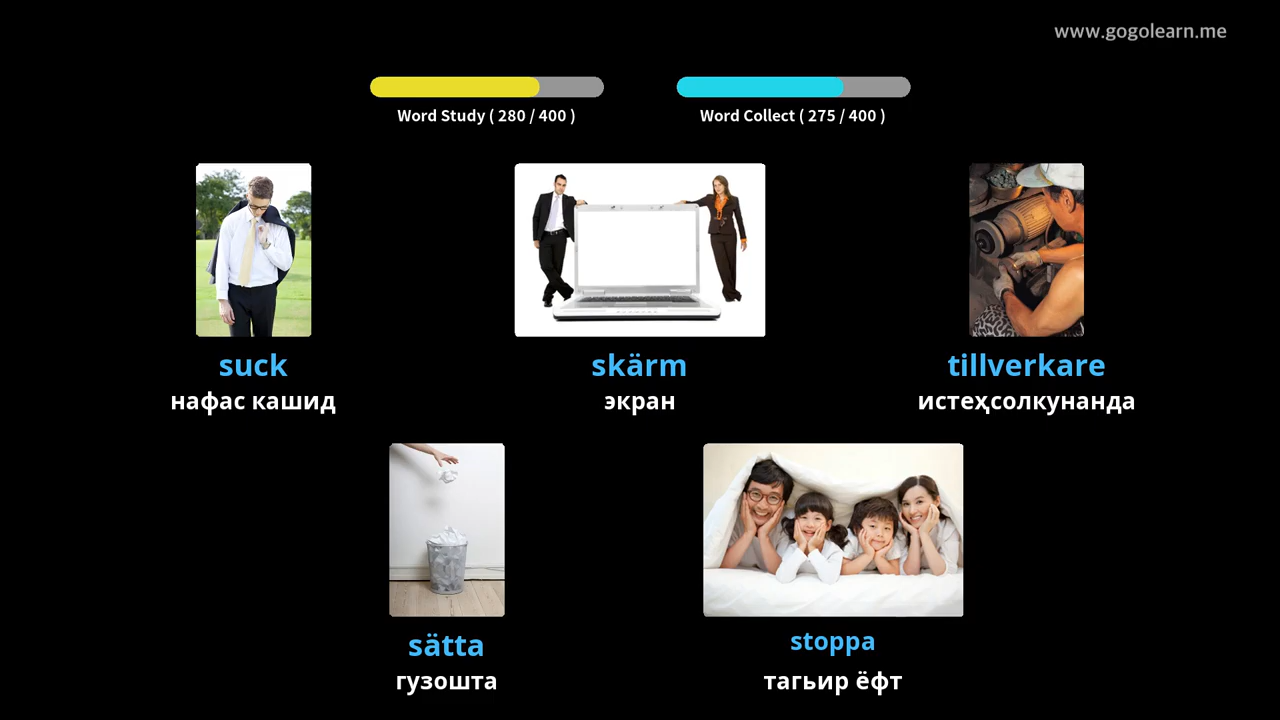 www.gogolearn.me
Word Study ( 280 / 400 )
Word Collect ( 275 / 400 )
suck
нафас кашид
skärm
экран
tillverkare
истеҳсолкунанда
sätta
гузошта
stoppa
тагьир ёфт